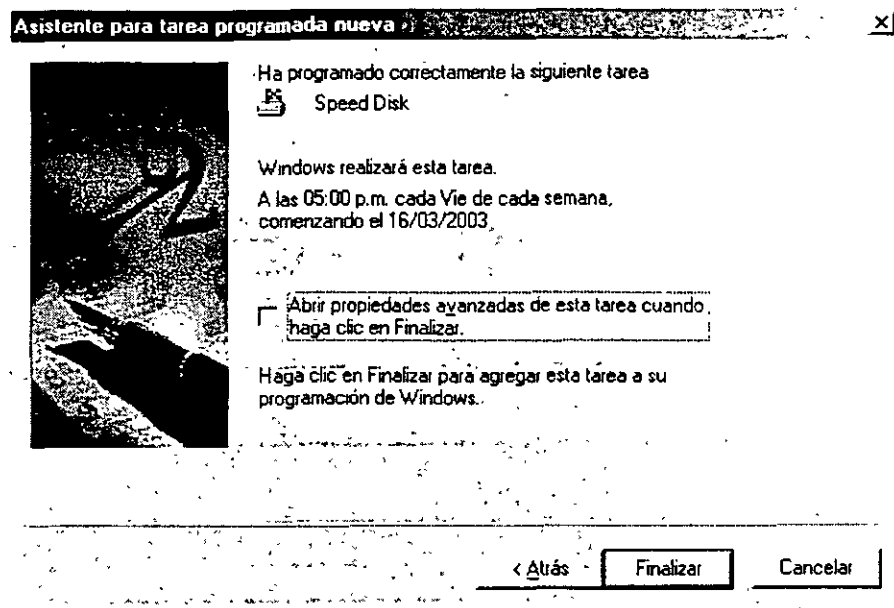 Asistente para tarea programada nueva
Ha programado correctamente la siguiente tarea
Speed Disk
Windows realizará esta tarea.
A las 05:00 p.m. cada Vie de cada semana,
comenzando el 16/03/2003
Abrir propiedades avanzadas de esta tarea cuando
haga clic en Finalizar.
Haga clic en Finalizar para agregar esta tarea a su
programación de Windows.
< Atrás
Finalizar
Cancelar